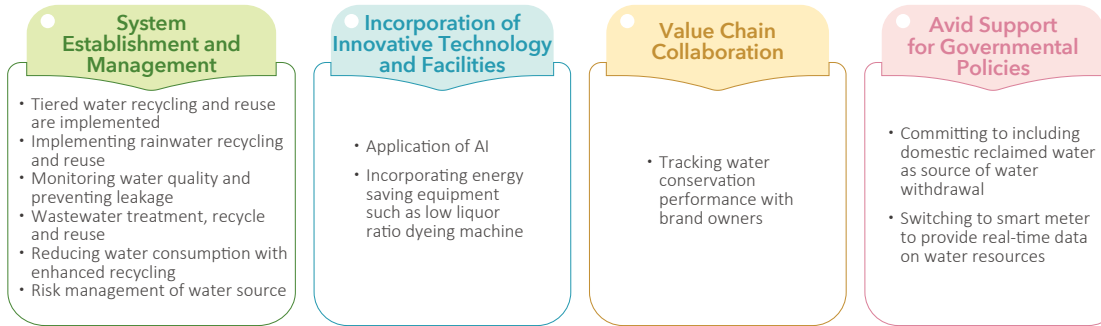 System
Establishment and
Management
• Tiered water recycling and reuse
are implemented
• Implementing rainwater recycling
and reuse
• Monitoring water quality and
preventing leakage
• Wastewater treatment, recycle
and reuse
• Reducing water consumption with
enhanced recycling
• Risk management of water source
Incorporation of
Innovative Technology
and Facilities
• Application of AI
• Incorporating energy
saving equipment
such as low liquor
ratio dyeing machine
Value Chain
Collaboration
• Tracking water
conservation
performance with
brand owners
Avid Support
for Governmental
Policies
• Committing to including
domestic reclaimed water
as source of water
withdrawal
• Switching to smart meter
to provide real-time data
on water resources